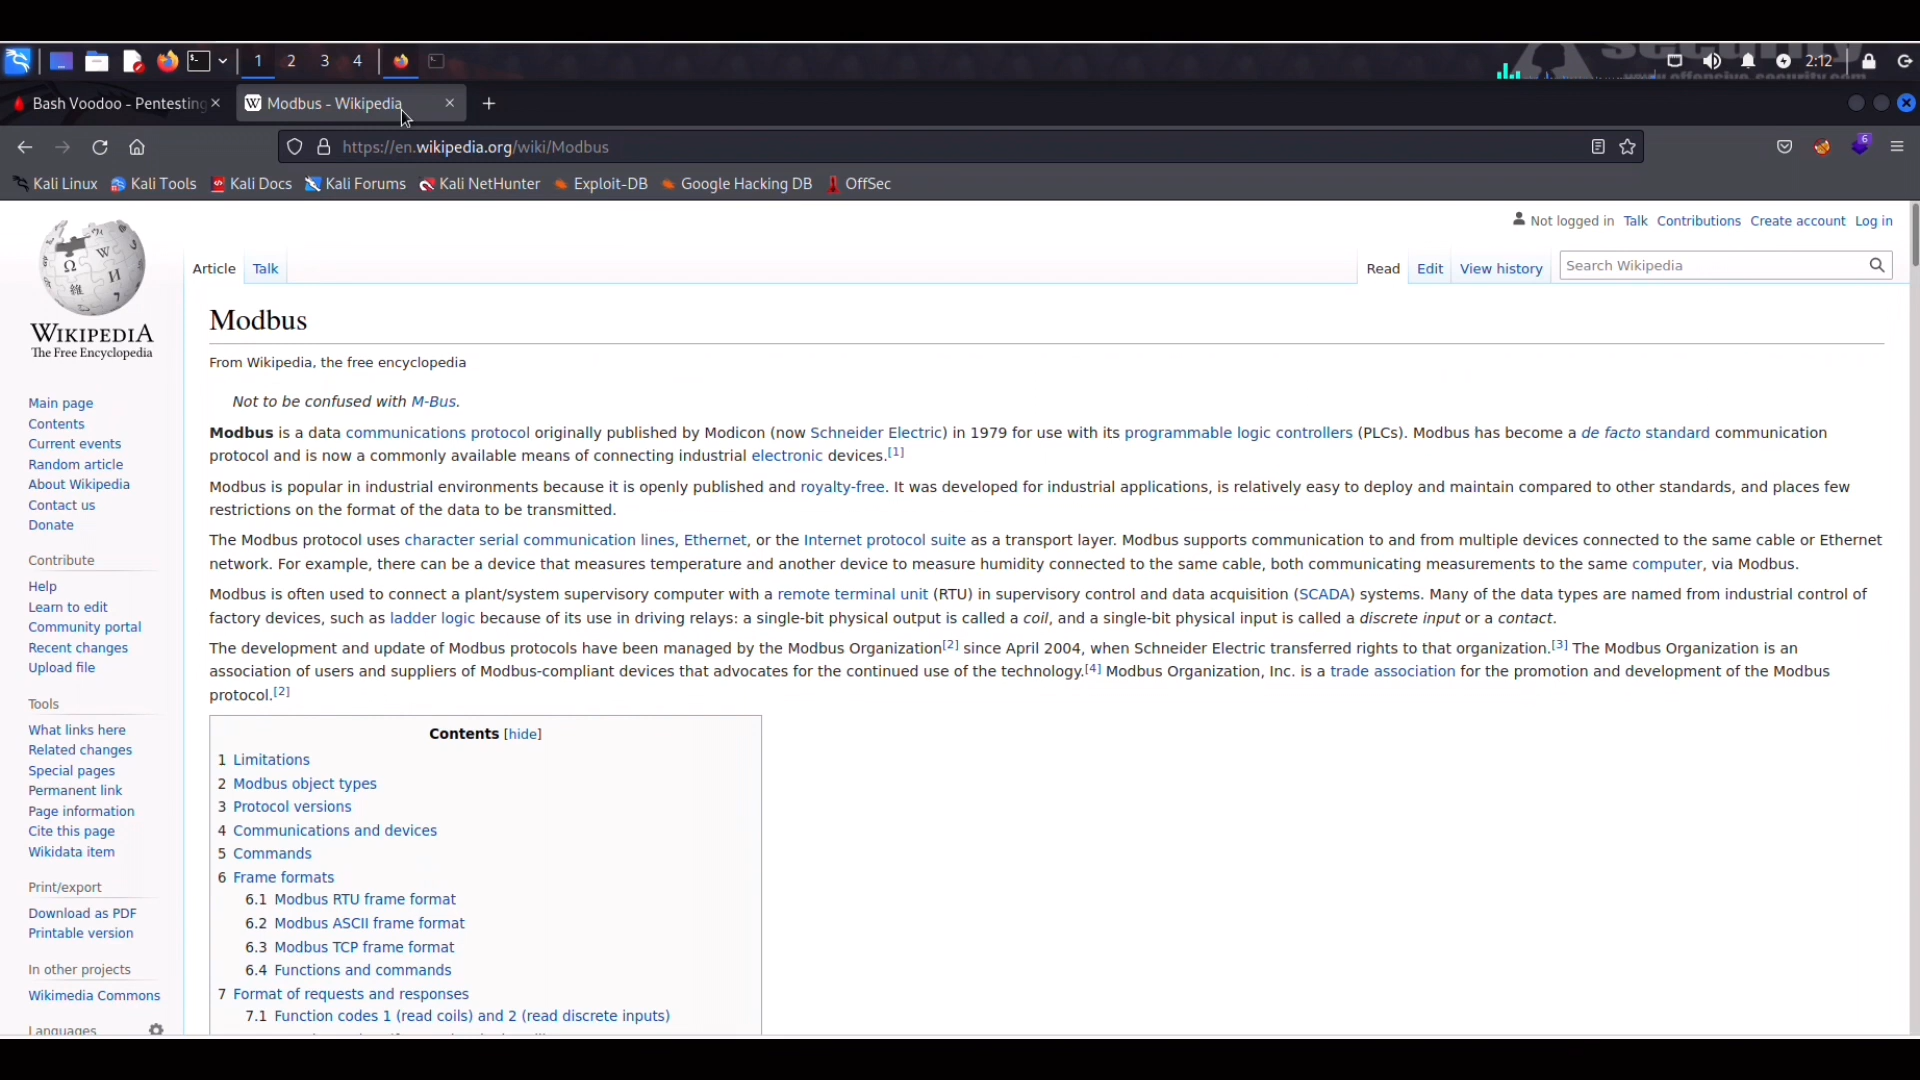 security
www.offensive-security.com
1 2 3 4
2:12
Bash Voodoo - Pentesting
Modbus - Wikipedia
https://en.wikipedia.org/wiki/Modbus
6
Kali Linux Kali Tools Kali Docs Kali Forums Kali NetHunter Exploit-DB Google Hacking DB OffSec
Not logged in Talk Contributions Create account Log in
Article Talk Read Edit View history Search Wikipedia
WIKIPEDIA
The Free Encyclopedia
Main page
Contents
Current events
Random article
About Wikipedia
Contact us
Donate
Contribute
Help
Learn to edit
Community portal
Recent changes
Upload file
Tools
What links here
Related changes
Special pages
Permanent link
Page information
Cite this page
Wikidata item
Print/export
Download as PDF
Printable version
In other projects
Wikimedia Commons
Languages
Modbus
From Wikipedia, the free encyclopedia
Not to be confused with M-Bus.
Modbus is a data communications protocol originally published by Modicon (now Schneider Electric) in 1979 for use with its programmable logic controllers (PLCs). Modbus has become a de facto standard communication
protocol and is now a commonly available means of connecting industrial electronic devices.[1]
Modbus is popular in industrial environments because it is openly published and royalty-free. It was developed for industrial applications, is relatively easy to deploy and maintain compared to other standards, and places few
restrictions on the format of the data to be transmitted.
The Modbus protocol uses character serial communication lines, Ethernet, or the Internet protocol suite as a transport layer. Modbus supports communication to and from multiple devices connected to the same cable or Ethernet
network. For example, there can be a device that measures temperature and another device to measure humidity connected to the same cable, both communicating measurements to the same computer, via Modbus.
Modbus is often used to connect a plant/system supervisory computer with a remote terminal unit (RTU) in supervisory control and data acquisition (SCADA) systems. Many of the data types are named from industrial control of
factory devices, such as ladder logic because of its use in driving relays: a single-bit physical output is called a coil, and a single-bit physical input is called a discrete input or a contact.
The development and update of Modbus protocols have been managed by the Modbus Organization[2] since April 2004, when Schneider Electric transferred rights to that organization.[3] The Modbus Organization is an
association of users and suppliers of Modbus-compliant devices that advocates for the continued use of the technology.[4] Modbus Organization, Inc. is a trade association for the promotion and development of the Modbus
protocol.[2]
Contents [hide]
1 Limitations
2 Modbus object types
3 Protocol versions
4 Communications and devices
5 Commands
6 Frame formats
6.1 Modbus RTU frame format
6.2 Modbus ASCII frame format
6.3 Modbus TCP frame format
6.4 Functions and commands
7 Format of requests and responses
7.1 Function codes 1 (read coils) and 2 (read discrete inputs)